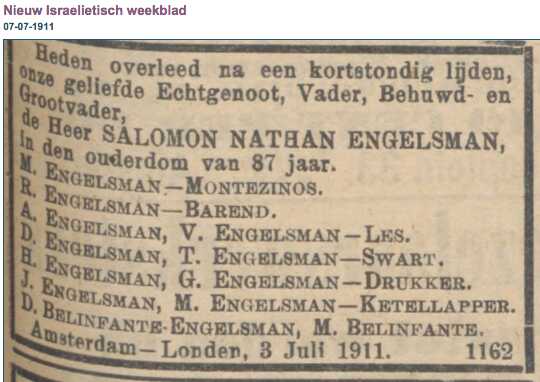 Nieuw Israelietisch weekblad
07-07-1911
Heden overleed na een kortstondig lijden,
onze geliefde Echtgenoot, Vader, Behuwd- en
Grootvader,
de Heer SALOMON NATHAN ENGELSMAN,
in den ouderdom van 87 jaar.
M. ENGELSMAN—MONTEZINOS.
R. ENGELSMAN—BAREND.
A. ENGELSMAN, V. ENGELSMAN—LES.
D. ENGELSMAN, T. ENGELSMAN—SWART.
H. ENGELSMAN, G. ENGELSMAN—DRUKKER.
J. ENGELSMAN, M. ENGELSMAN—KETELLAPPER.
D. BELINFANTE-ENGELSMAN, M. BELINFANTE.
Amsterdam—Londen, 3 Juli 1911. 1162